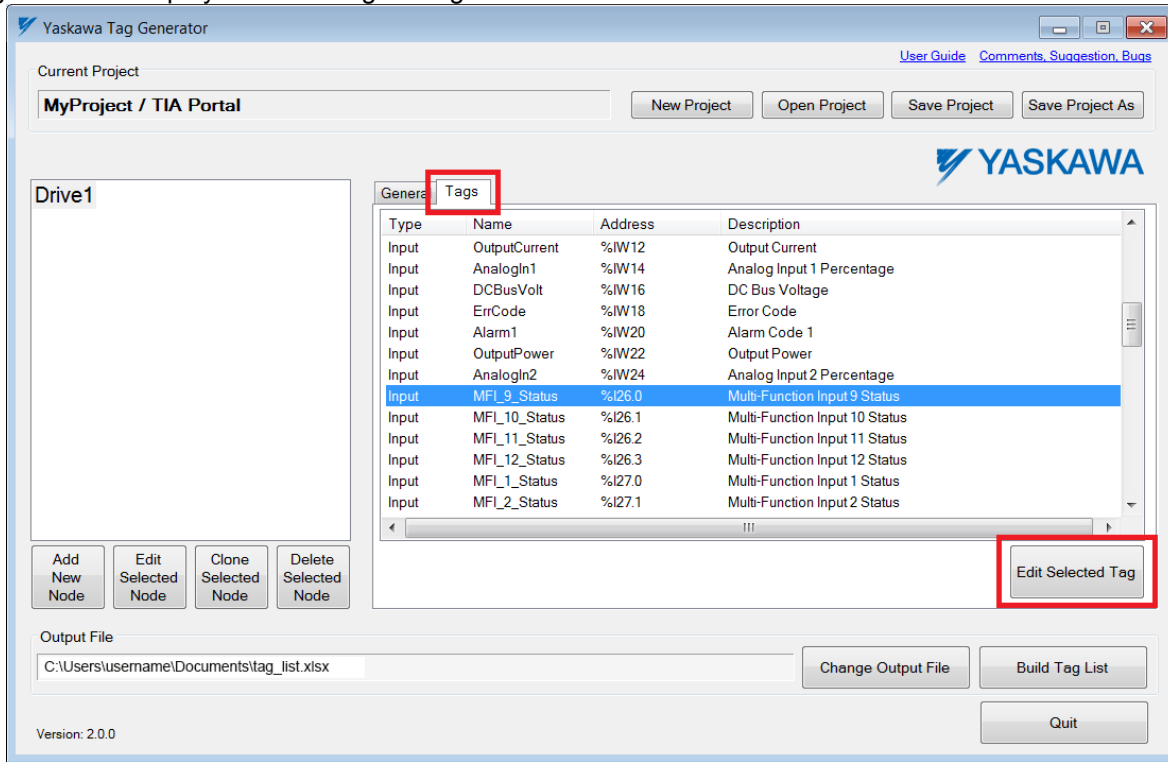 Yaskawa Tag Generator
User Guide Comments, Suggestion, Bugs
Current Project
MyProject / TIA Portal
New Project Open Project Save Project Save Project As
YASKAWA
Drive1
General Tags
Type Name Address Description
Input OutputCurrent %IW12 Output Current
Input AnalogIn1 %IW14 Analog Input 1 Percentage
Input DCBusVolt %IW16 DC Bus Voltage
Input ErrCode %IW18 Error Code
Input Alarm1 %IW20 Alarm Code 1
Input OutputPower %IW22 Output Power
Input AnalogIn2 %IW24 Analog Input 2 Percentage
Input MFI_9_Status %I26.0 Multi-Function Input 9 Status
Input MFI_10_Status %I26.1 Multi-Function Input 10 Status
Input MFI_11_Status %I26.2 Multi-Function Input 11 Status
Input MFI_12_Status %I26.3 Multi-Function Input 12 Status
Input MFI_1_Status %I27.0 Multi-Function Input 1 Status
Input MFI_2_Status %I27.1 Multi-Function Input 2 Status
Add New Node
Edit Selected Node
Clone Selected Node
Delete Selected Node
Edit Selected Tag
Output File
C:\Users\username\Documents\tag_list.xlsx
Change Output File Build Tag List
Version: 2.0.0
Quit